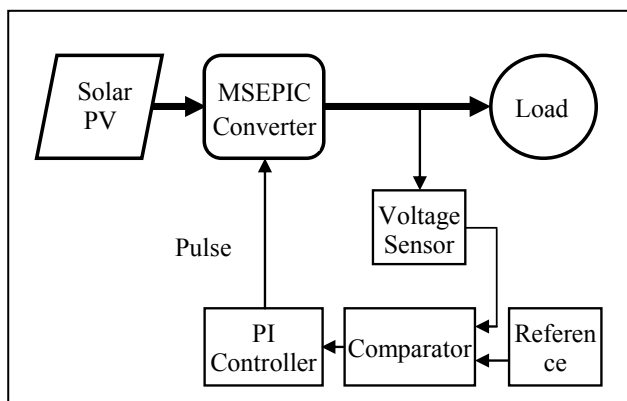 Solar
PV
MSEPIC
Converter
Load
Voltage
Sensor
Pulse
PI
Controller
Comparator
Referen
ce